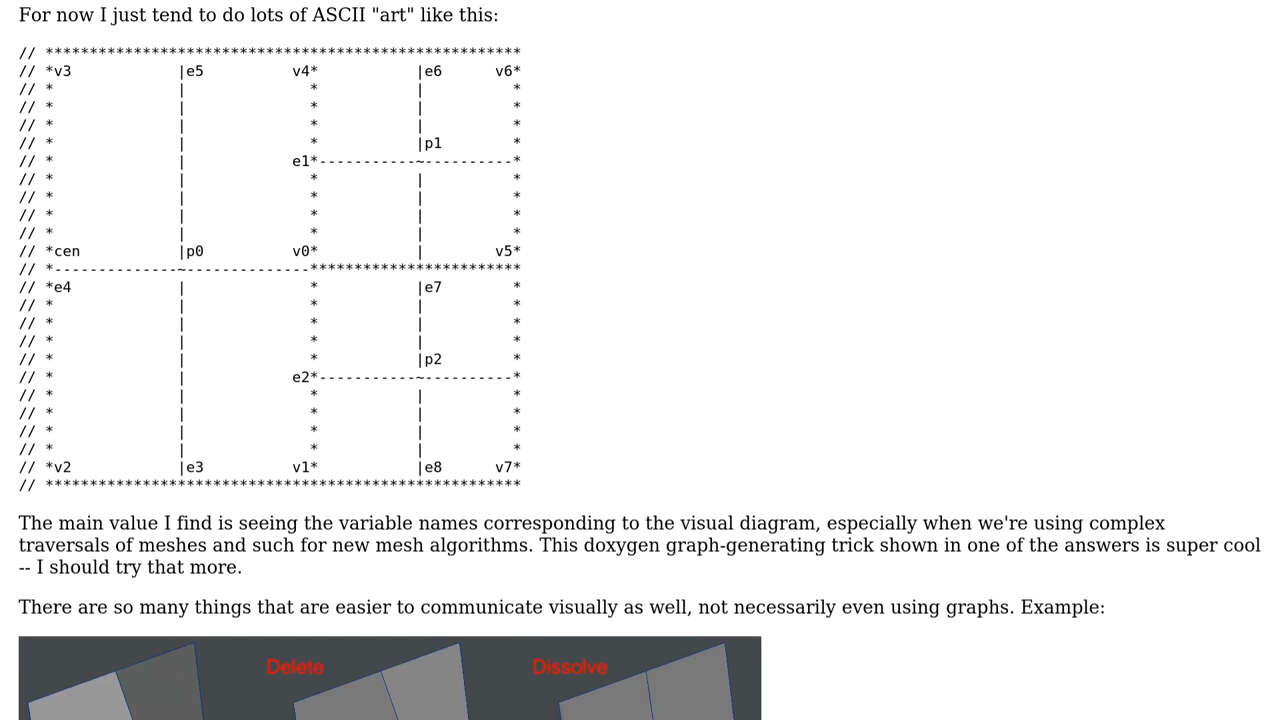 For now I just tend to do lots of ASCII "art" like this:
// ******************************************************
// *v3            |e5          v4*           |e6      v6*
// *              |              *           |          *
// *              |              *           |          *
// *              |              *           |          *
// *              |              *           |p1        *
// *              |            e1*-----------~----------*
// *              |              *           |          *
// *              |              *           |          *
// *              |              *           |          *
// *              |              *           |          *
// *cen           |p0          v0*           |        v5*
// *--------------~--------------************************
// *e4            |              *           |e7        *
// *              |              *           |          *
// *              |              *           |          *
// *              |              *           |          *
// *              |              *           |p2        *
// *              |            e2*-----------~----------*
// *              |              *           |          *
// *              |              *           |          *
// *              |              *           |          *
// *              |              *           |          *
// *v2            |e3          v1*           |e8      v7*
// ******************************************************
The main value I find is seeing the variable names corresponding to the visual diagram, especially when we're using complex
traversals of meshes and such for new mesh algorithms. This doxygen graph-generating trick shown in one of the answers is super cool
-- I should try that more.
There are so many things that are easier to communicate visually as well, not necessarily even using graphs. Example:
Delete Dissolve